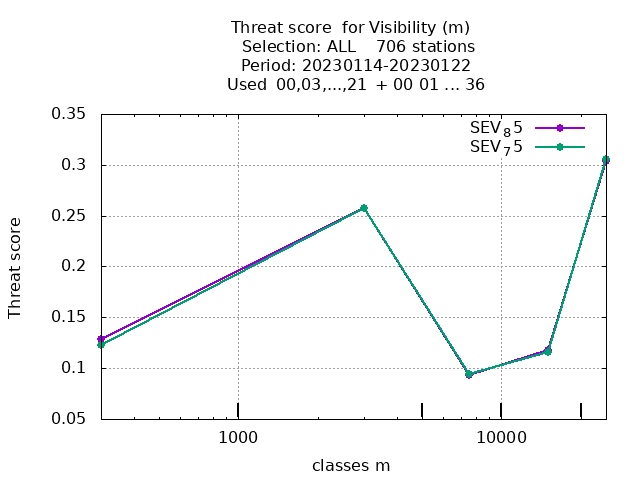 Threat score  for Visibility (m)
Selection: ALL    706 stations
Period: 20230114-20230122
Used  00,03,...,21  + 00 01 ... 36
SEV₈5
SEV₇5
0.35
0.3
0.25
0.2
0.15
0.1
0.05
Threat score
1000
10000
classes m